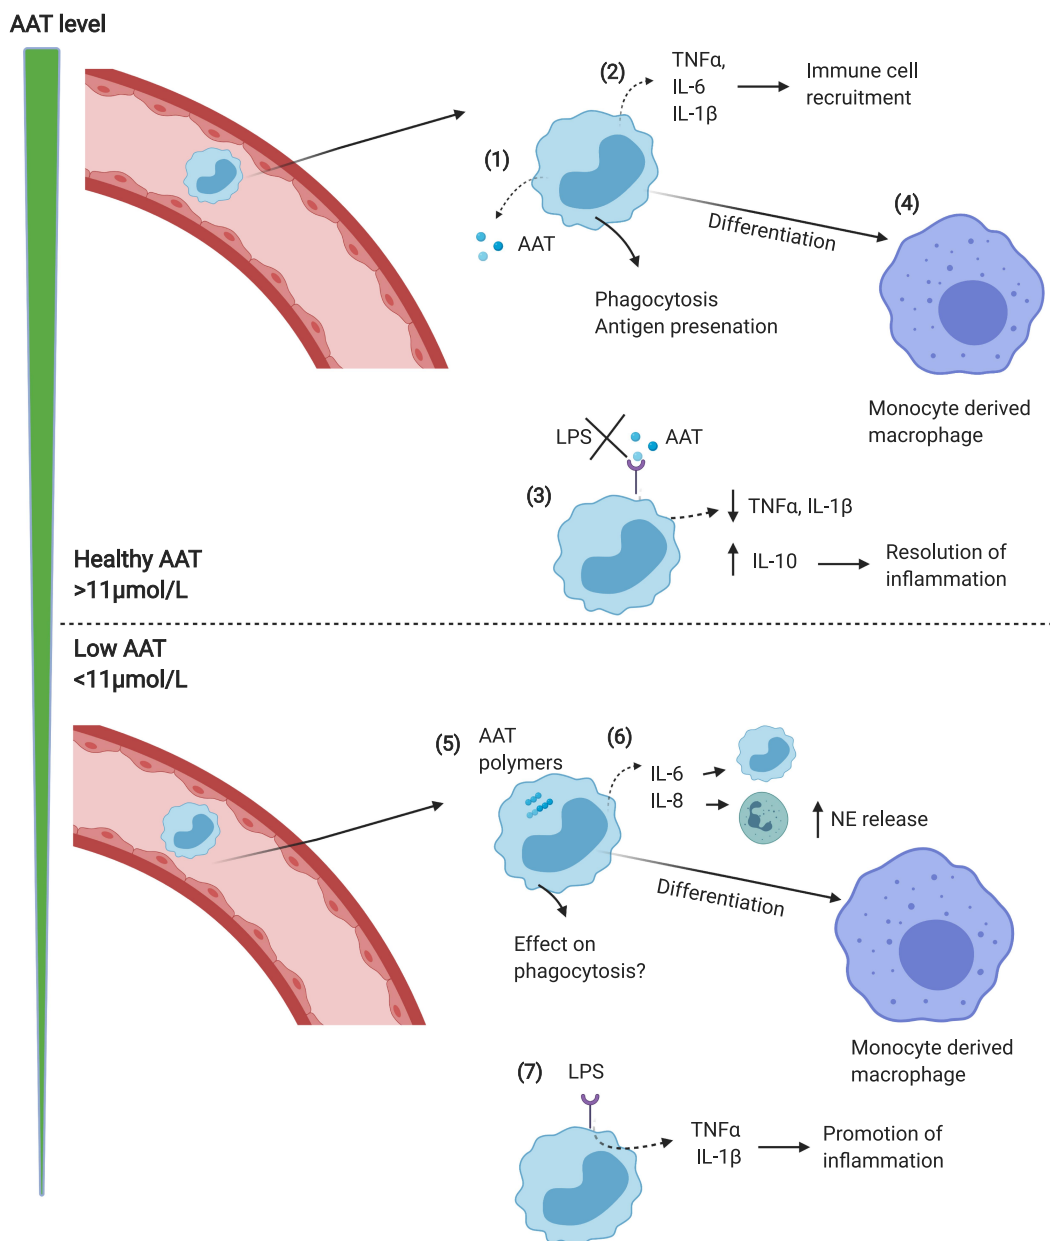 AAT level
(2)
TNFα,
IL-6
IL-1β
Immune cell
recruitment
(1)
AAT
Differentiation
(4)
Phagocytosis
Antigen presenation
Monocyte derived
macrophage
LPS
AAT
(3)
TNFα, IL-1β
IL-10
Resolution of
inflammation
Healthy AAT
>11µmol/L
Low AAT
<11µmol/L
(5)
AAT
polymers
(6)
IL-6
IL-8
NE release
Differentiation
Effect on
phagocytosis?
Monocyte derived
macrophage
(7)
LPS
TNFα
IL-1β
Promotion of
inflammation